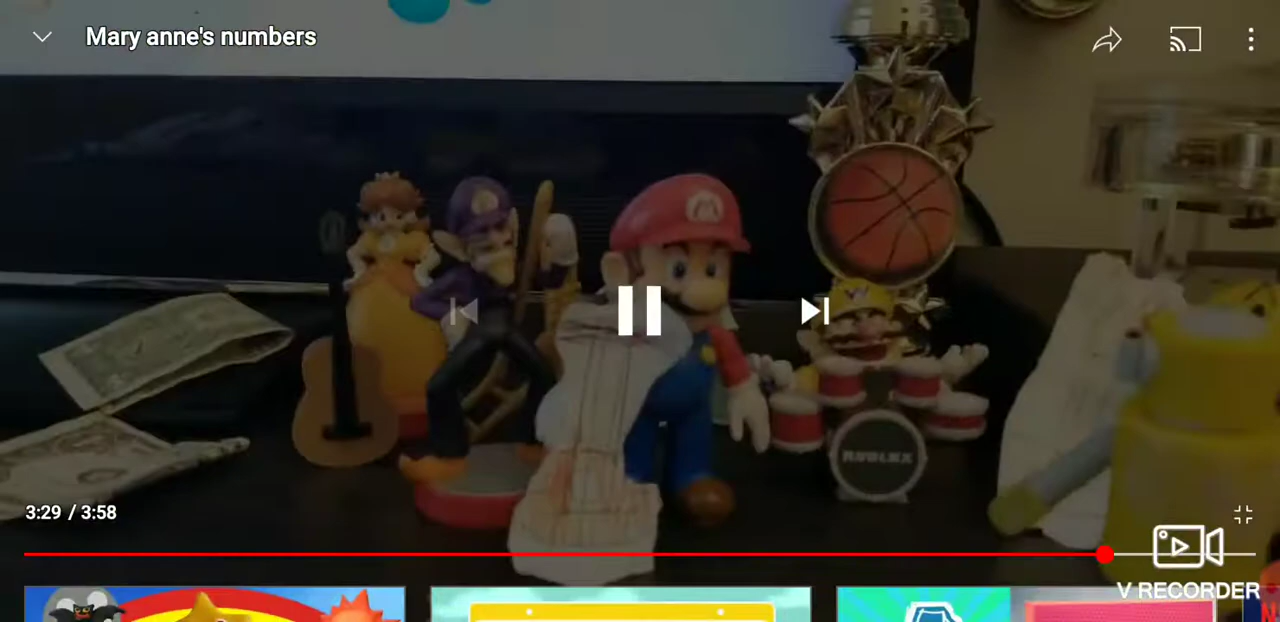 Mary anne's numbers
M
ROBLOX
3:29 / 3:58
V RECORDER